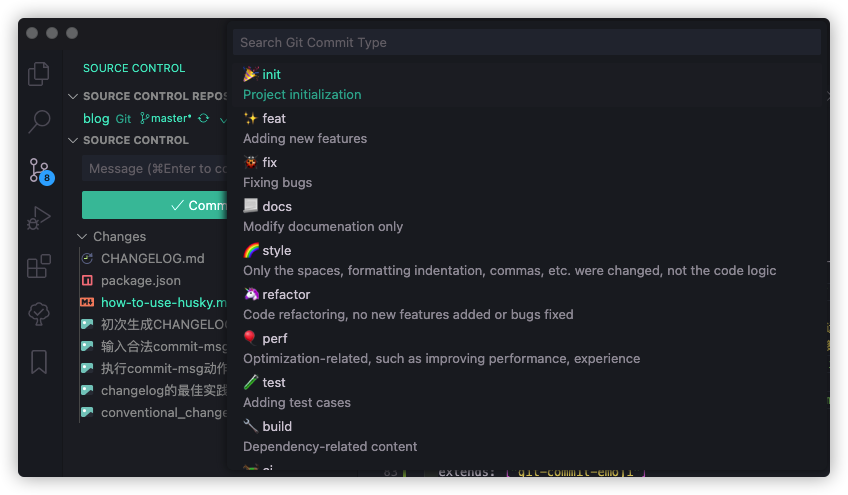 Search Git Commit Type
SOURCE CONTROL
SOURCE CONTROL REPOS
blog Git master*
SOURCE CONTROL
Message (⌘Enter to co
Comm
8
Changes
CHANGELOG.md
package.json
how-to-use-husky.m
初次生成CHANGELO
输入合法commit-msg
执行commit-msg动作
changelog的最佳实践
conventional_change
🎉 init
Project initialization
✨ feat
Adding new features
🐞 fix
Fixing bugs
📃 docs
Modify documenation only
🌈 style
Only the spaces, formatting indentation, commas, etc. were changed, not the code logic
🦄 refactor
Code refactoring, no new features added or bugs fixed
🎈 perf
Optimization-related, such as improving performance, experience
🧪 test
Adding test cases
🔧 build
Dependency-related content
ci
83 extends: ["git-commit-emoji"]